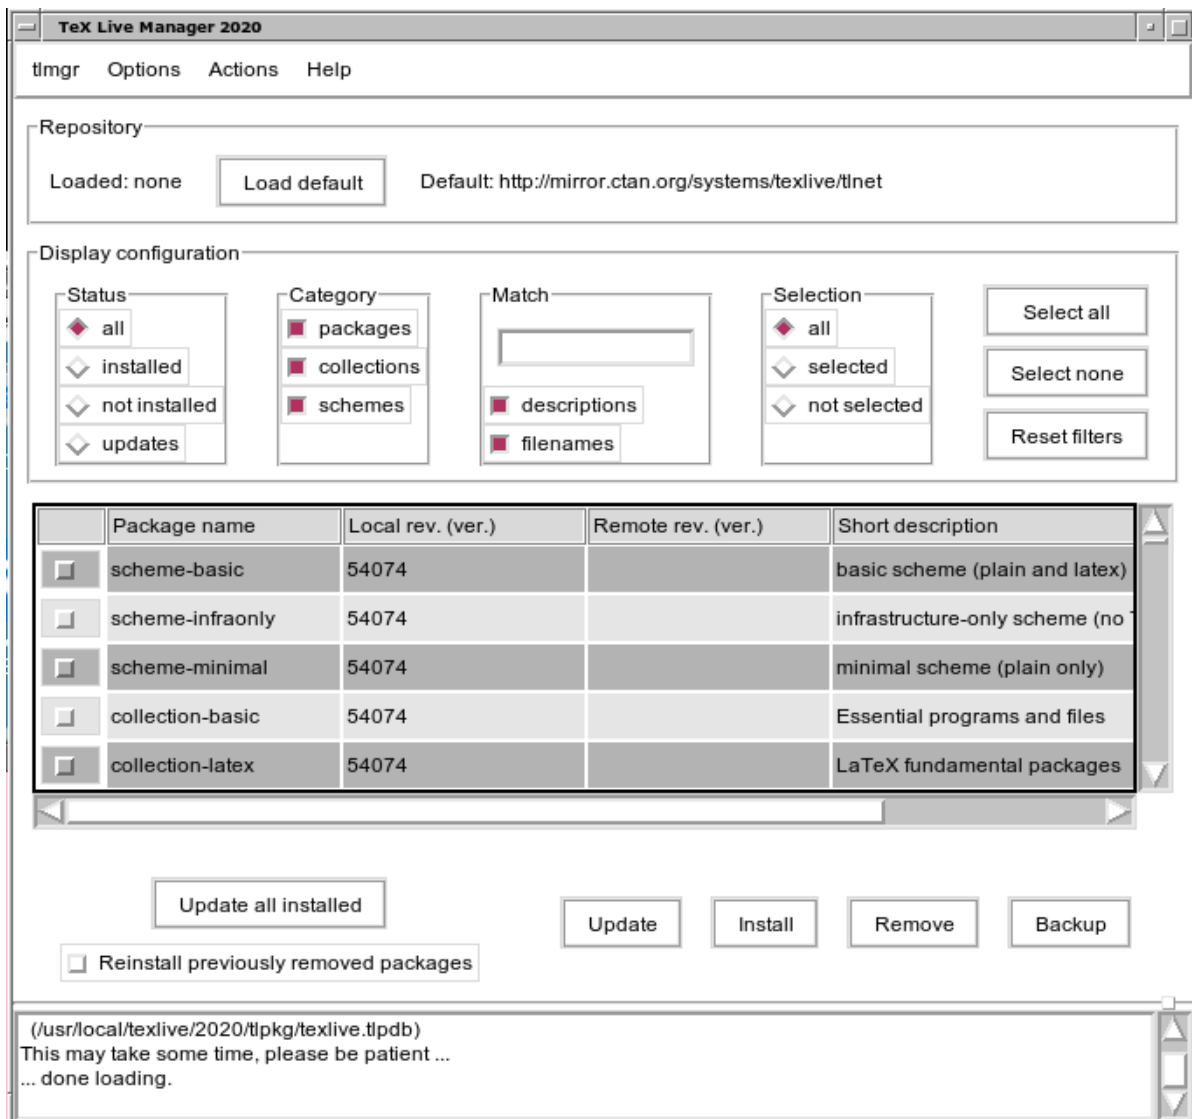 TeX Live Manager 2020
tlmgr Options Actions Help
Repository
Loaded: none Load default Default: http://mirror.ctan.org/systems/texlive/tlnet
Display configuration
Status Category Match Selection
all packages all Select all
installed collections selected
not installed schemes descriptions not selected Select none
updates filenames Reset filters
Package name Local rev. (ver.) Remote rev. (ver.) Short description
scheme-basic 54074 basic scheme (plain and latex)
scheme-infraonly 54074 infrastructure-only scheme (no
scheme-minimal 54074 minimal scheme (plain only)
collection-basic 54074 Essential programs and files
collection-latex 54074 LaTeX fundamental packages
Update all installed Update Install Remove Backup
Reinstall previously removed packages
(/usr/local/texlive/2020/tlpkg/texlive.tlpdb)
This may take some time, please be patient ...
... done loading.